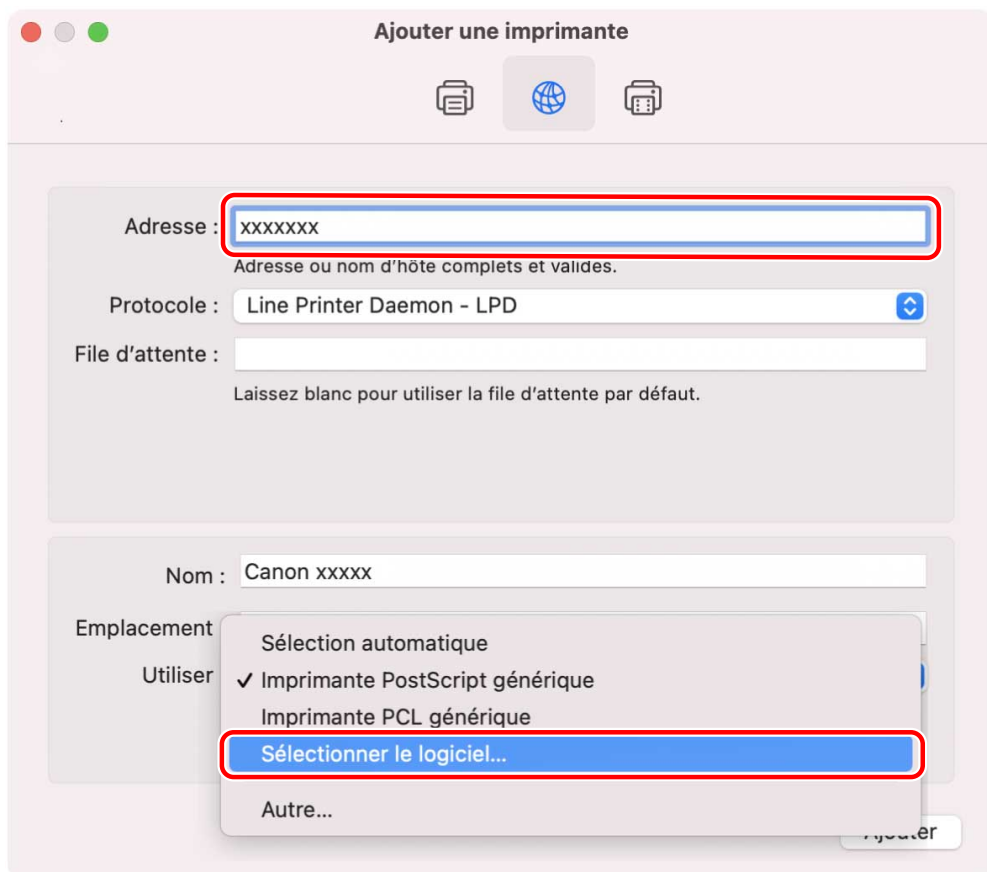 Ajouter une imprimante
Adresse : xxxxxxx
Adresse ou nom d'hôte complets et valides.
Protocole : Line Printer Daemon - LPD
File d'attente :
Laissez blanc pour utiliser la file d'attente par défaut.
Nom : Canon xxxxx
Emplacement
Sélection automatique
Utiliser ✓ Imprimante PostScript générique
Imprimante PCL générique
Sélectionner le logiciel...
Autre...
Ajouter